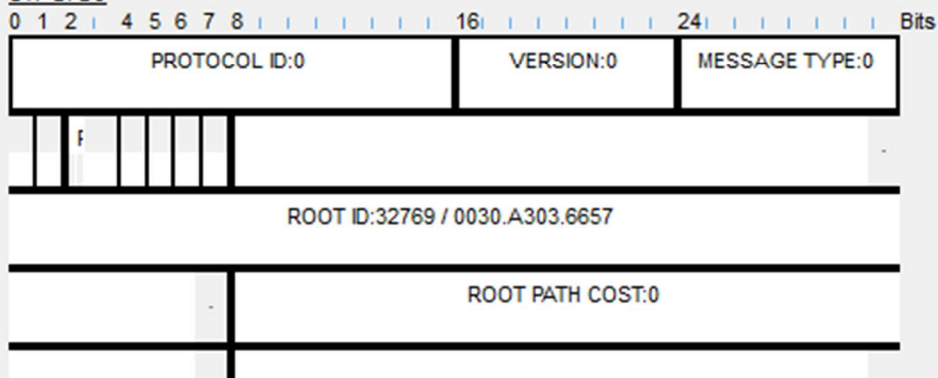 0 1 2 4 5 6 7 8 16 24 Bits
PROTOCOL ID:0 VERSION:0 MESSAGE TYPE:0
ROOT ID:32769 / 0030.A303.6657
ROOT PATH COST:0